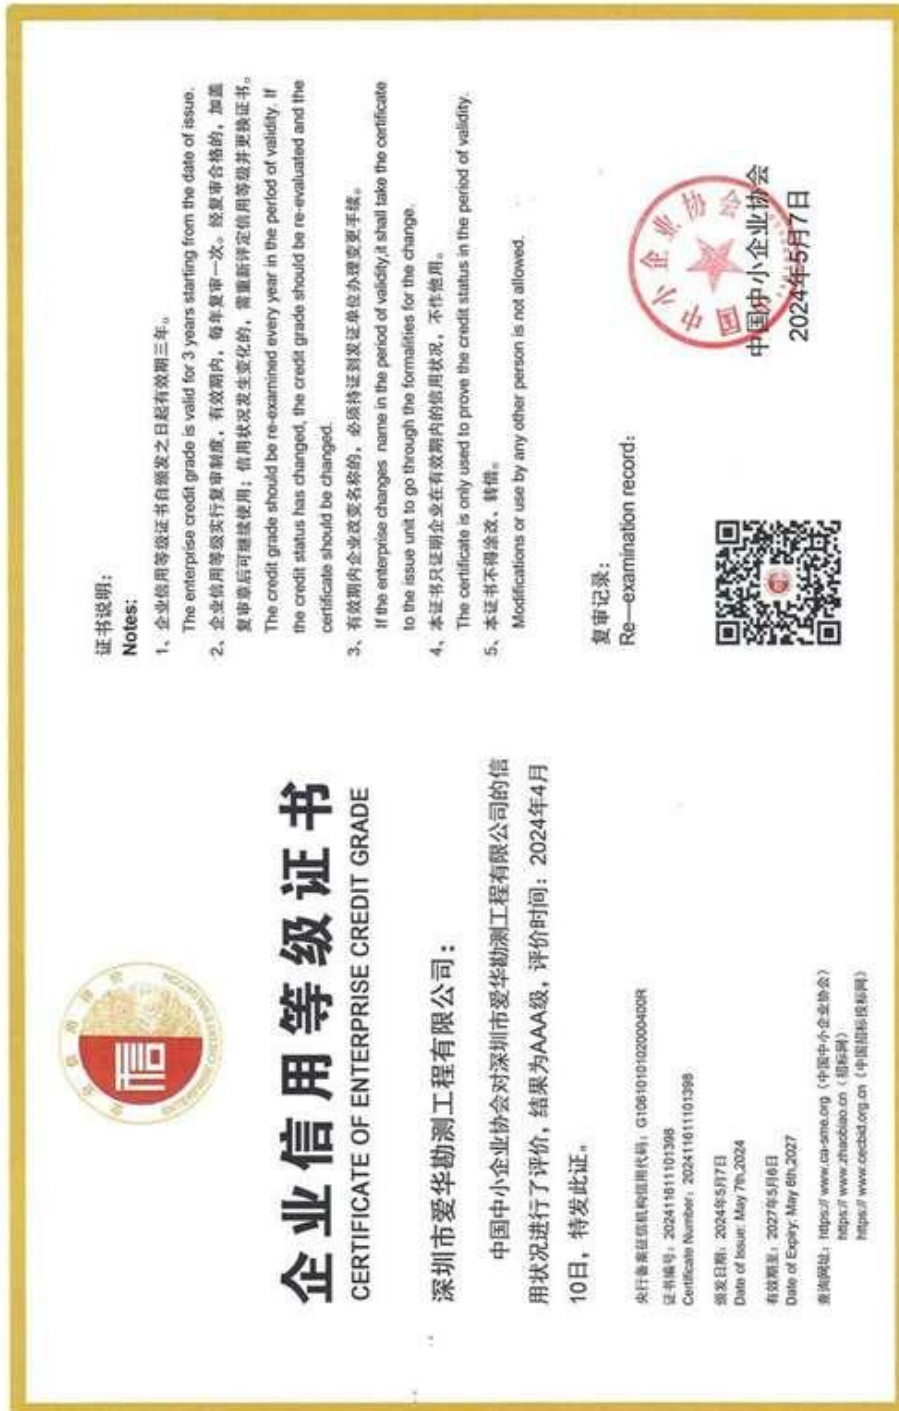 企业信用等级证书
CERTIFICATE OF ENTERPRISE CREDIT GRADE
深圳市爱华勘测工程有限公司：
中国中小企业协会对深圳市爱华勘测工程有限公司的信
用状况进行了评价，结果为AAA级，评价时间：2024年4月
10日，特发此证。
央行备案征信机构信用代码：G1061010102000400R
证书编号：20241161110139​8
Certificate Number：202411611101398
颁发日期：2024年5月7日
Date of Issue: May 7th,2024
有效期至：2027年5月6日
Date of Expiry: May 6th,2027
查询网址：https:// www.ca-sme.org（中国中小企业协会）
https:// www.zhaobiao.cn（招标网）
https:// www.cecbid.org.cn（中国招标投标网）
证书说明：
Notes:
1、企业信用等级证书自颁发之日起有效期三年。
The enterprise credit grade is valid for 3 years starting from the date of issue.
2、企业信用等级实行复审制度，有效期内，每年复审一次。经复审合格的，加盖
复审章后可继续使用；信用状况发生变化的，需重新评定信用等级并更换证书。
The credit grade should be re-examined every year in the period of validity. If
the credit status has changed, the credit grade should be re-evaluated and the
certificate should be changed.
3、有效期内企业改变名称的，必须持证到发证单位办理变更手续。
If the enterprise changes name in the period of validity,it shall take the certificate
to the issue unit to go through the formalities for the change.
4、本证书只证明企业在有效期内的信用状况，不作他用。
The certificate is only used to prove the credit status in the period of validity.
5、本证书不得涂改、转借。
Modifications or use by any other person is not allowed.
复审记录：
Re—examination record:
中国中小企业协会
2024年5月7日